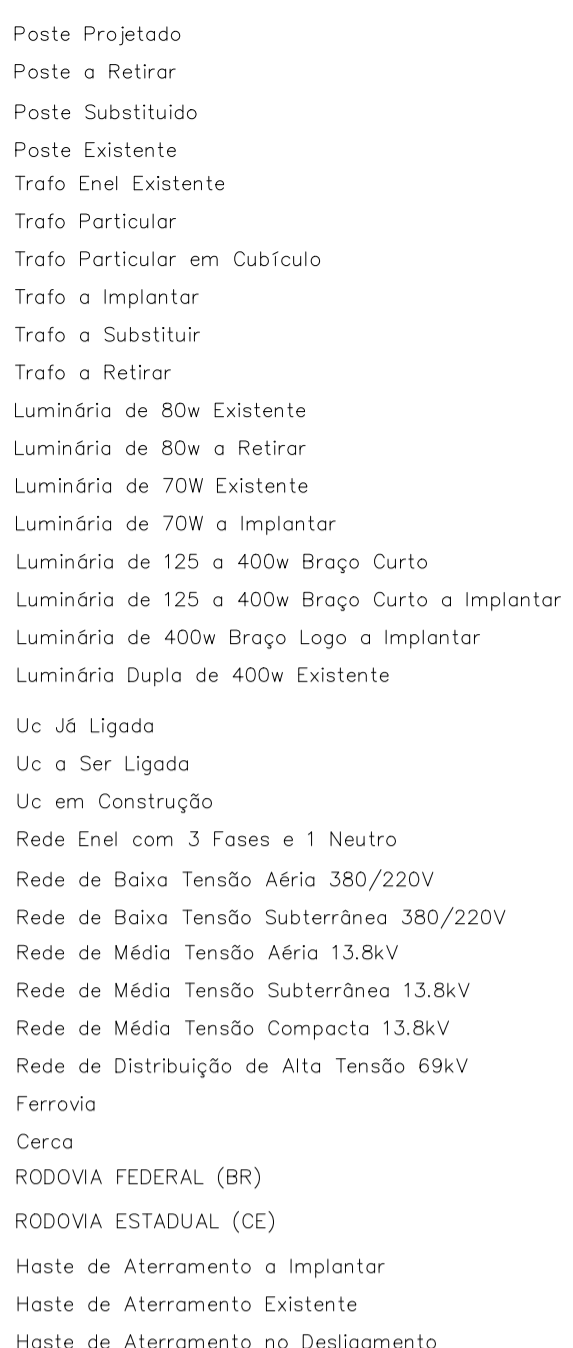 Poste Projetado
Poste a Retirar
Poste Substituido
Poste Existente
Trafo Enel Existente
Trafo Particular
Trafo Particular em Cubículo
Trafo a Implantar
Trafo a Substituir
Trafo a Retirar
Luminária de 80w Existente
Luminária de 80w a Retirar
Luminária de 70W Existente
Luminária de 70W a Implantar
Luminária de 125 a 400w Braço Curto
Luminária de 125 a 400w Braço Curto a Implantar
Luminária de 400w Braço Logo a Implantar
Luminária Dupla de 400w Existente
Uc Já Ligada
Uc a Ser Ligada
Uc em Construção
Rede Enel com 3 Fases e 1 Neutro
Rede de Baixa Tensão Aéria 380/220V
Rede de Baixa Tensão Subterrânea 380/220V
Rede de Média Tensão Aéria 13.8kV
Rede de Média Tensão Subterrânea 13.8kV
Rede de Média Tensão Compacta 13.8kV
Rede de Distribuição de Alta Tensão 69kV
Ferrovia
Cerca
RODOVIA FEDERAL (BR)
RODOVIA ESTADUAL (CE)
Haste de Aterramento a Implantar
Haste de Aterramento Existente
Haste de Aterramento no Desligamento